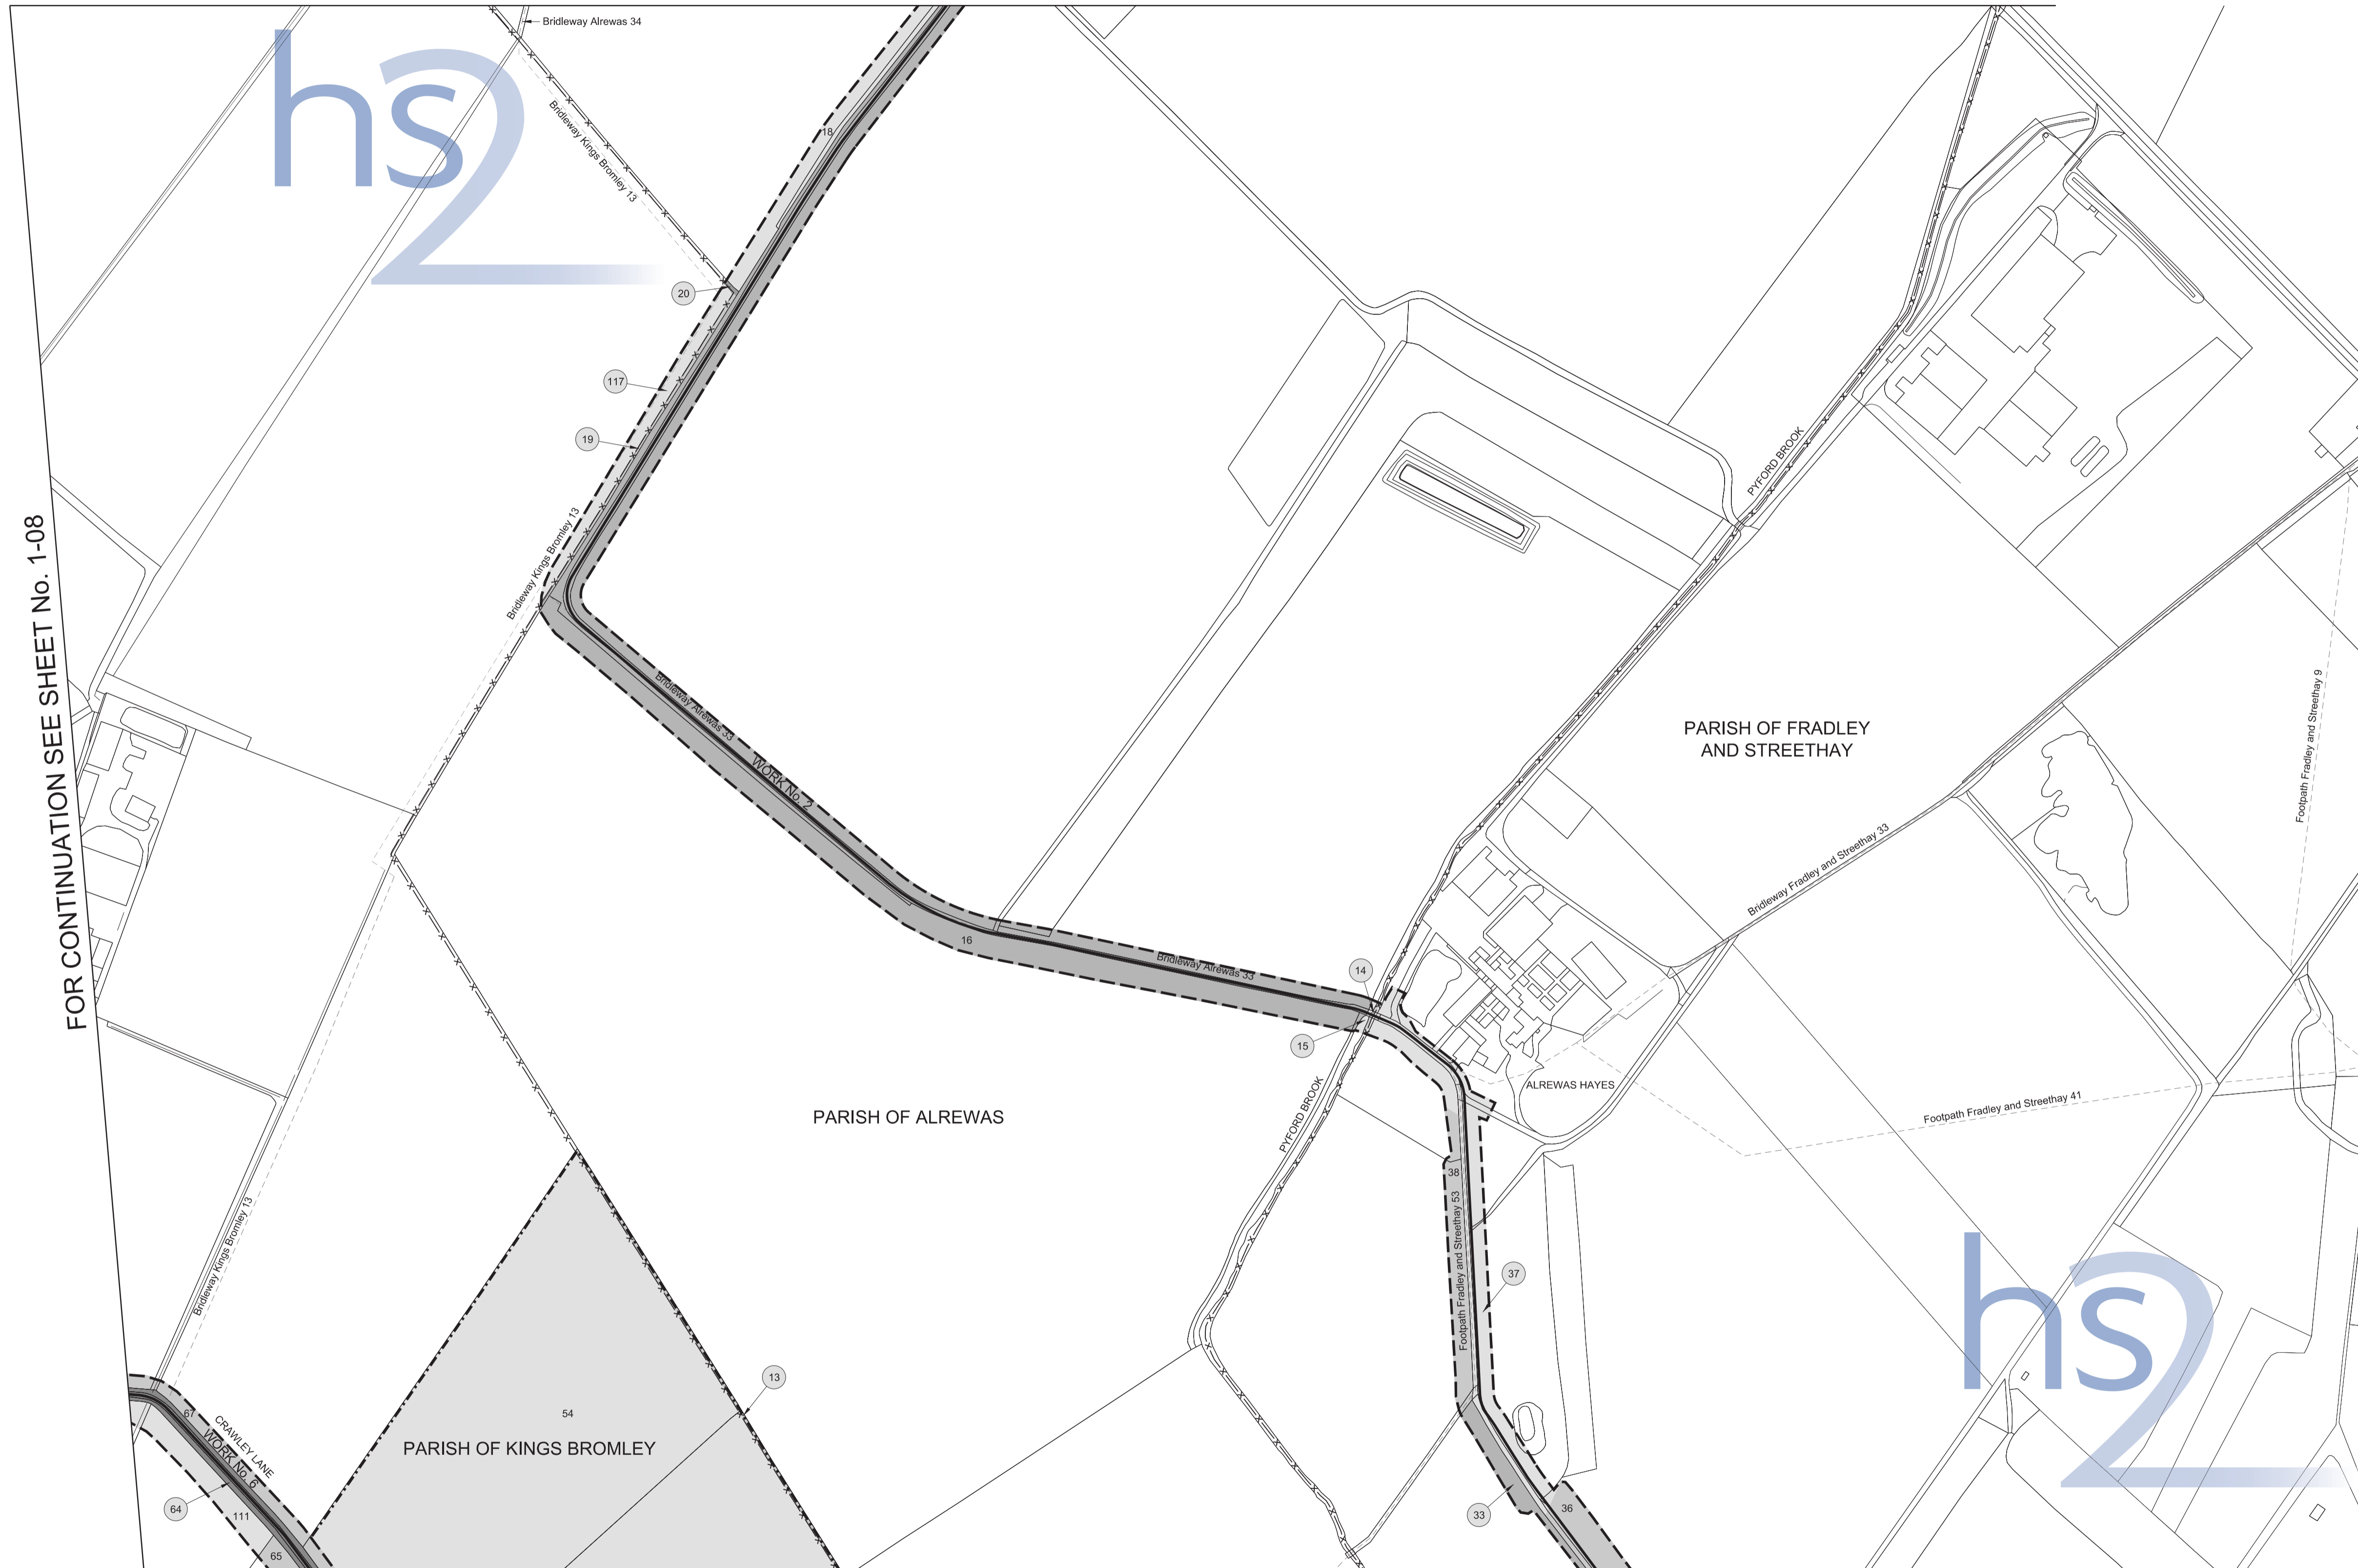 Bridleway Alrewas 34
hs2
18
Bridleway Kings Bromley 13
20
117
19
PYFORD BROOK
Bridleway Kings Bromley 13
FOR CONTINUATION SEE SHEET No. 1-08
Bridleway Alrewas 33
PARISH OF FRADLEY
AND STREETHAY
Footpath Fradley and Streethay 9
WORK No. 2
Bridleway Fradley and Streethay 33
16
Bridleway Alrewas 33
14
15
ALREWAS HAYES
PYFORD BROOK
PARISH OF ALREWAS
Footpath Fradley and Streethay 41
38
Footpath Fradley and Streethay 53
Bridleway Kings Bromley 13
37
hs2
13
67
CRAWLEY LANE
54
PARISH OF KINGS BROMLEY
WORK No. 6
64
111
33
36
65